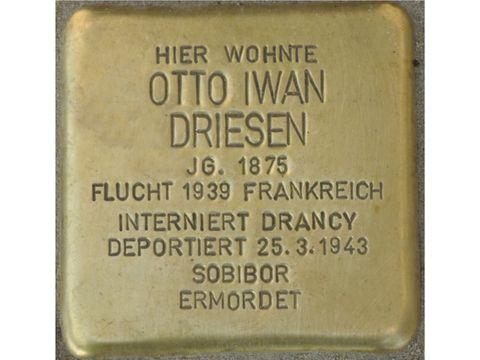 HIER WOHNTE
OTTO IWAN
DRIESEN
JG. 1875
FLUCHT 1939 FRANKREICH
INTERNIERT DRANCY
DEPORTIERT 25.3.1943
SOBIBOR
ERMORDET